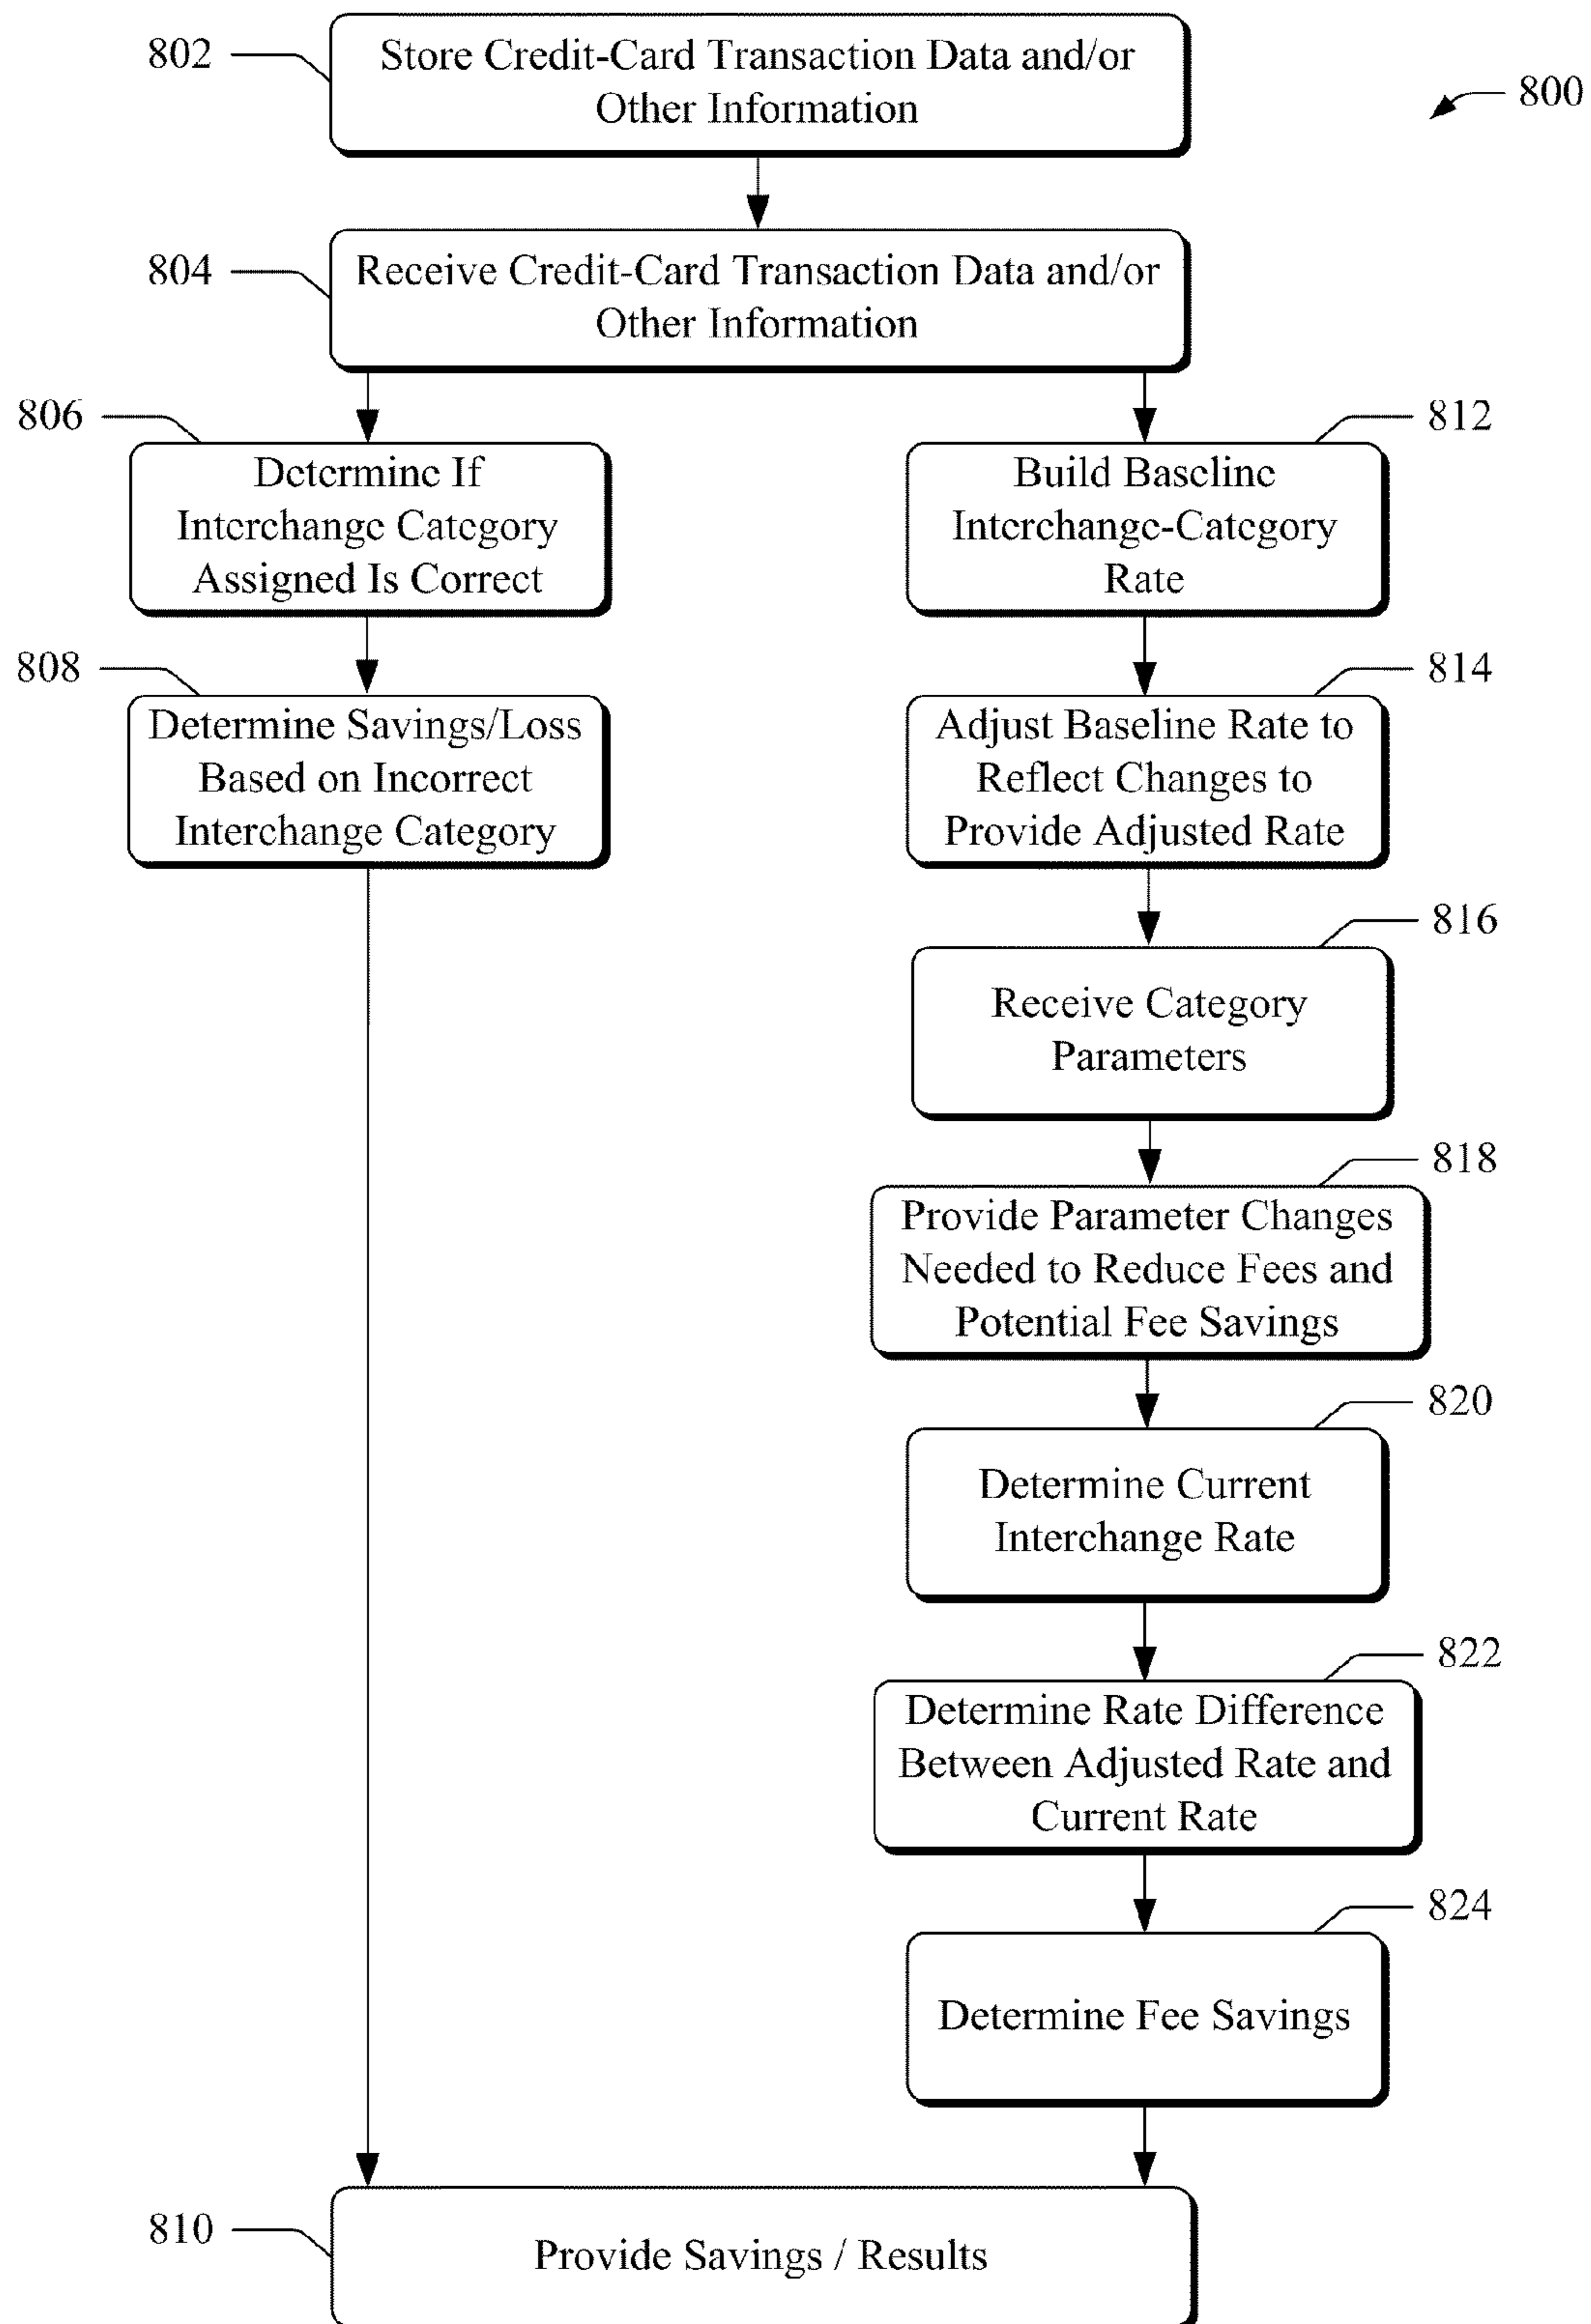 802
Store Credit-Card Transaction Data and/or
Other Information
800
804
Receive Credit-Card Transaction Data and/or
Other Information
806
Determine If
Interchange Category
Assigned Is Correct
812
Build Baseline
Interchange-Category
Rate
808
Determine Savings/Loss
Based on Incorrect
Interchange Category
814
Adjust Baseline Rate to
Reflect Changes to
Provide Adjusted Rate
816
Receive Category
Parameters
818
Provide Parameter Changes
Needed to Reduce Fees and
Potential Fee Savings
820
Determine Current
Interchange Rate
822
Determine Rate Difference
Between Adjusted Rate and
Current Rate
824
Determine Fee Savings
810
Provide Savings / Results